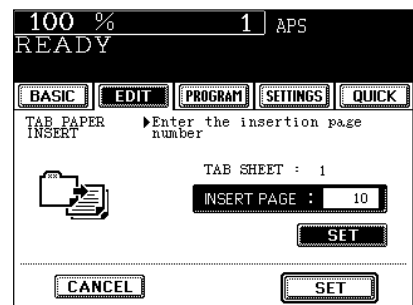 100 % 1 APS
READY
BASIC EDIT PROGRAM SETTINGS QUICK
TAB PAPER INSERT
▶Enter the insertion page number
TAB SHEET : 1
INSERT PAGE : 10
SET
CANCEL SET